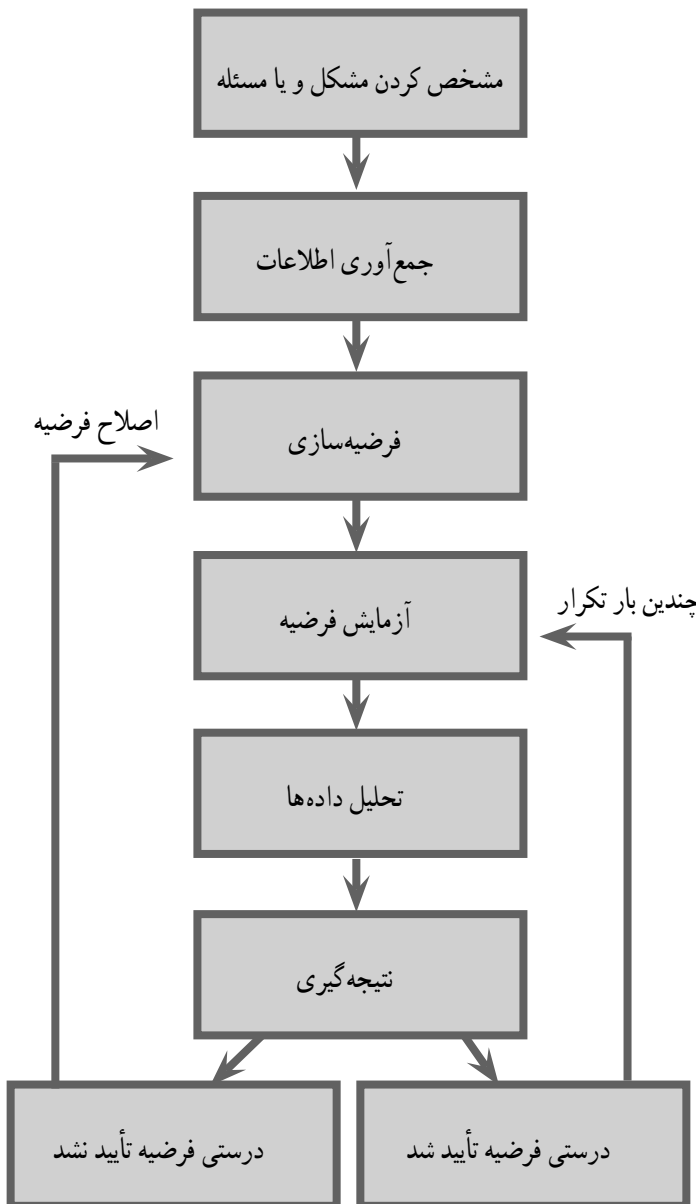 مشخص کردن مشکل و یا مسئله
جمع‌آوری اطلاعات
اصلاح فرضیه
فرضیه‌سازی
چندین بار تکرار
آزمایش فرضیه
تحلیل داده‌ها
نتیجه‌گیری
درستی فرضیه تأیید شد
درستی فرضیه تأیید نشد